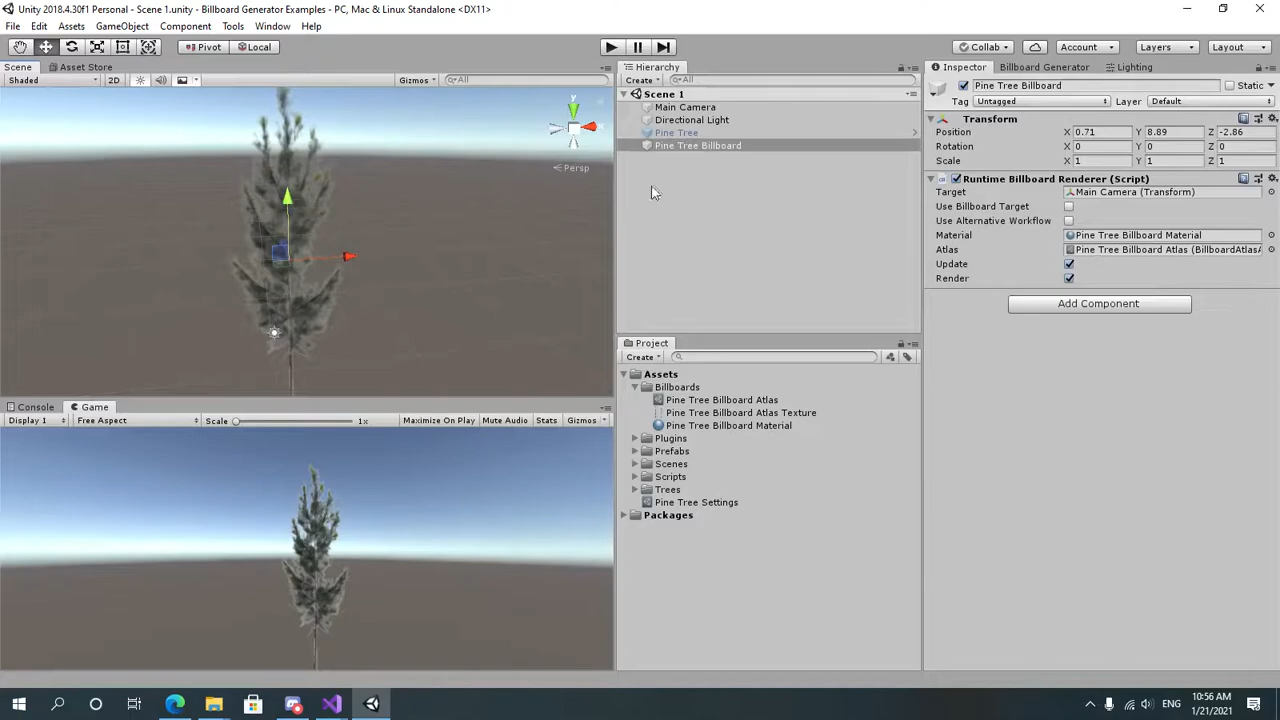 Unity 2018.4.30f1 Personal - Scene 1.unity - Billboard Generator Examples - PC, Mac & Linux Standalone <DX11>
File Edit Assets GameObject Component Tools Window Help
Pivot Local Collab Account Layers Layout
Scene Asset Store
Shaded 2D Gizmos All
y
Persp
Hierarchy
Create All
Scene 1
Main Camera
Directional Light
Pine Tree
Pine Tree Billboard
Inspector Billboard Generator Lighting
Pine Tree Billboard Static
Tag Untagged Layer Default
Transform
Position X 0.71 Y 8.89 Z -2.86
Rotation X 0 Y 0 Z 0
Scale X 1 Y 1 Z 1
Runtime Billboard Renderer (Script)
Target Main Camera (Transform)
Use Billboard Target
Use Alternative Workflow
Material Pine Tree Billboard Material
Atlas Pine Tree Billboard Atlas (BillboardAtlasA
Update
Render
Add Component
Project
Create
Assets
Billboards
Pine Tree Billboard Atlas
Pine Tree Billboard Atlas Texture
Pine Tree Billboard Material
Plugins
Prefabs
Scenes
Scripts
Trees
Pine Tree Settings
Packages
Console Game
Display 1 Free Aspect Scale 1x Maximize On Play Mute Audio Stats Gizmos
10:56 AM
1/21/2021